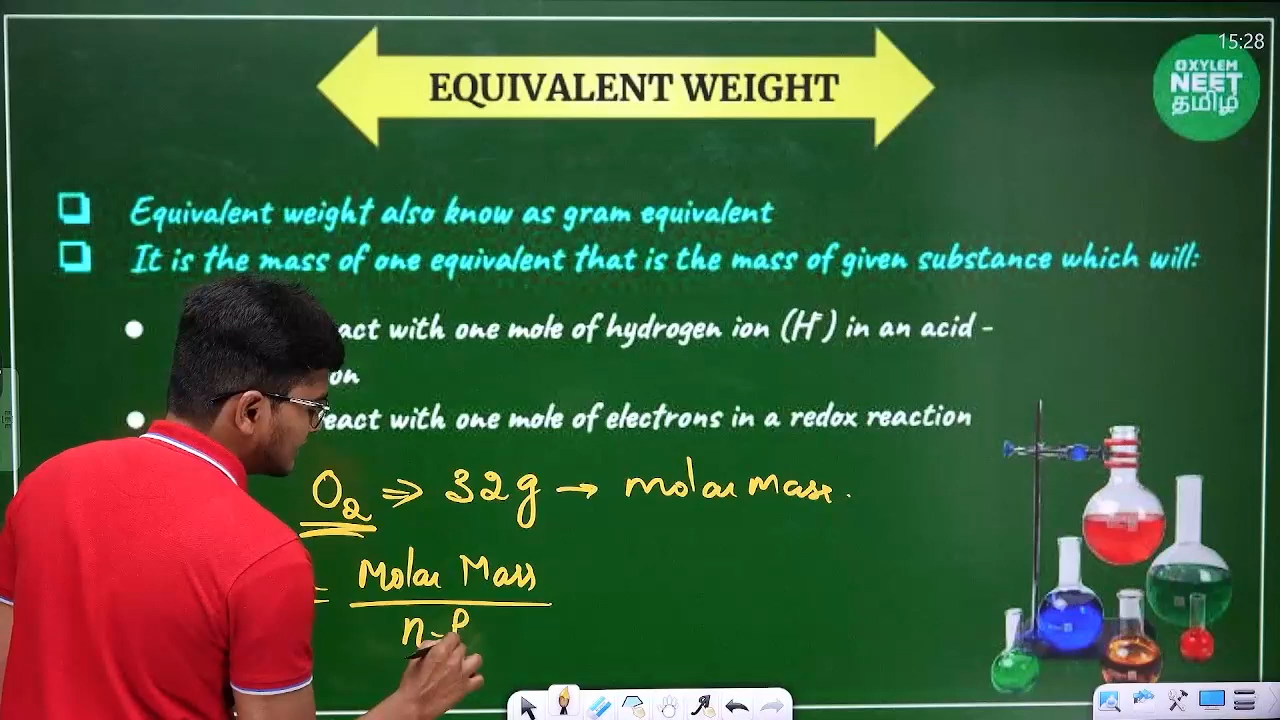 15:28
EQUIVALENT WEIGHT
OXYLEM
NEET
தமிழ்
Equivalent weight also know as gram equivalent
It is the mass of one equivalent that is the mass of given substance which will:
act with one mole of hydrogen ion (H⁺) in an acid -
on
eact with one mole of electrons in a redox reaction
O₂ ⇒ 32g → molar mass.
= Molar Mass
n-